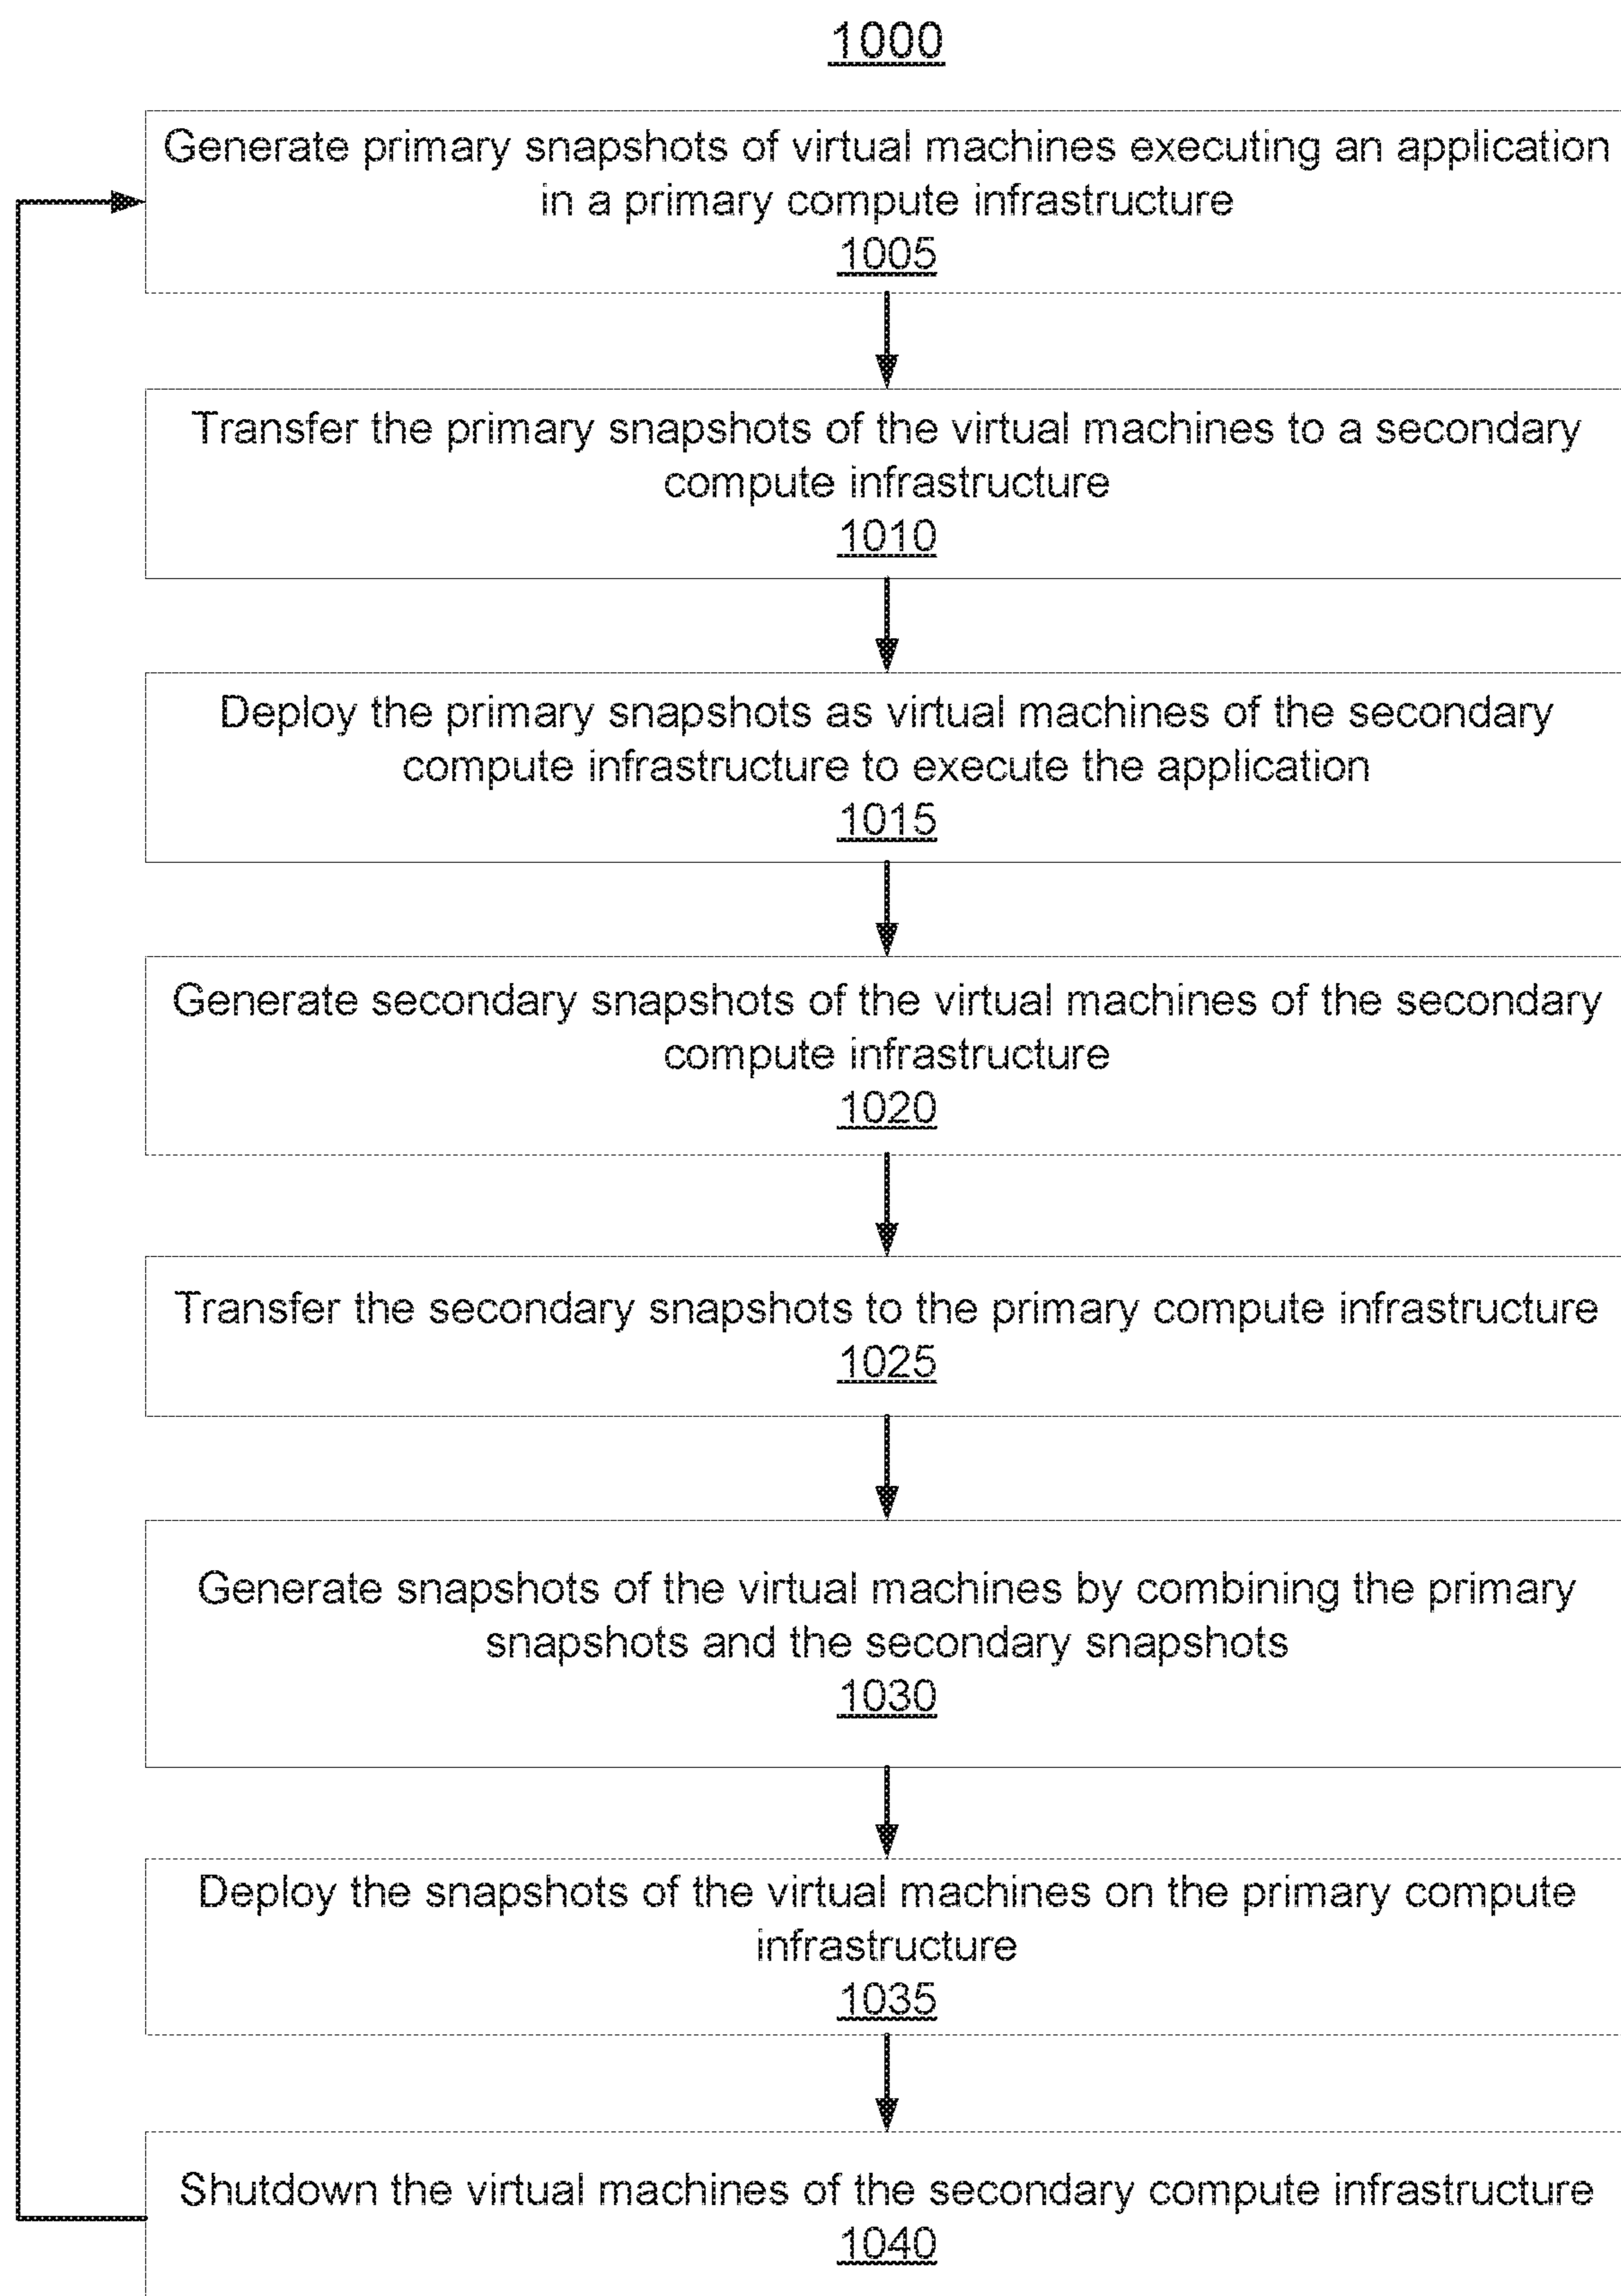 1000
Generate primary snapshots of virtual machines executing an application
in a primary compute infrastructure
1005
Transfer the primary snapshots of the virtual machines to a secondary
compute infrastructure
1010
Deploy the primary snapshots as virtual machines of the secondary
compute infrastructure to execute the application
1015
Generate secondary snapshots of the virtual machines of the secondary
compute infrastructure
1020
Transfer the secondary snapshots to the primary compute infrastructure
1025
Generate snapshots of the virtual machines by combining the primary
snapshots and the secondary snapshots
1030
Deploy the snapshots of the virtual machines on the primary compute
infrastructure
1035
Shutdown the virtual machines of the secondary compute infrastructure
1040